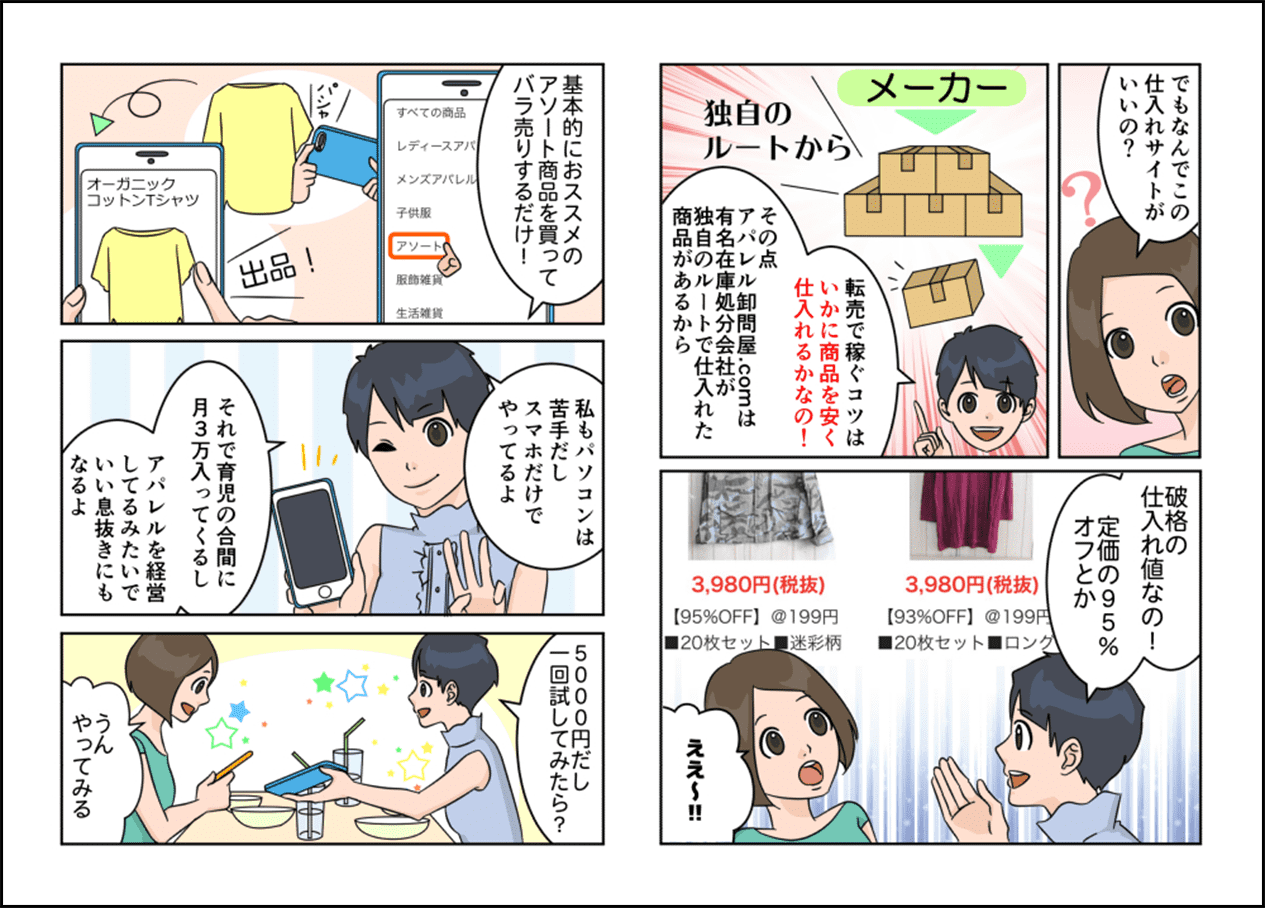 でもなんでこの
仕入れサイトが
いいの?
?
メーカー
独自の
ルートから
転売で稼ぐコツは
いかに商品を安く
仕入れるかなの!
その点
アパレル卸問屋.comは
有名在庫処分会社が
独自のルートで仕入れた
商品があるから
破格の
仕入れ値なの!
定価の95%
オフとか
3,980円(税抜)
【95%OFF】@199円
■20枚セット■迷彩柄
3,980円(税抜)
【93%OFF】@199円
■20枚セット■ロング
ええ〜!!
基本的におススメの
アソート商品を買って
バラ売りするだけ!
すべての商品
レディースアパ
メンズアパレル
子供服
アソート
服飾雑貨
生活雑貨
パシャ
オーガニック
コットンTシャツ
出品!
私もパソコンは
苦手だし
スマホだけで
やってるよ
それで育児の合間に
月3万入ってくるし
アパレルを経営
してるみたいで
いい息抜きにも
なるよ
5000円だし
一回試してみたら?
うん
やってみる